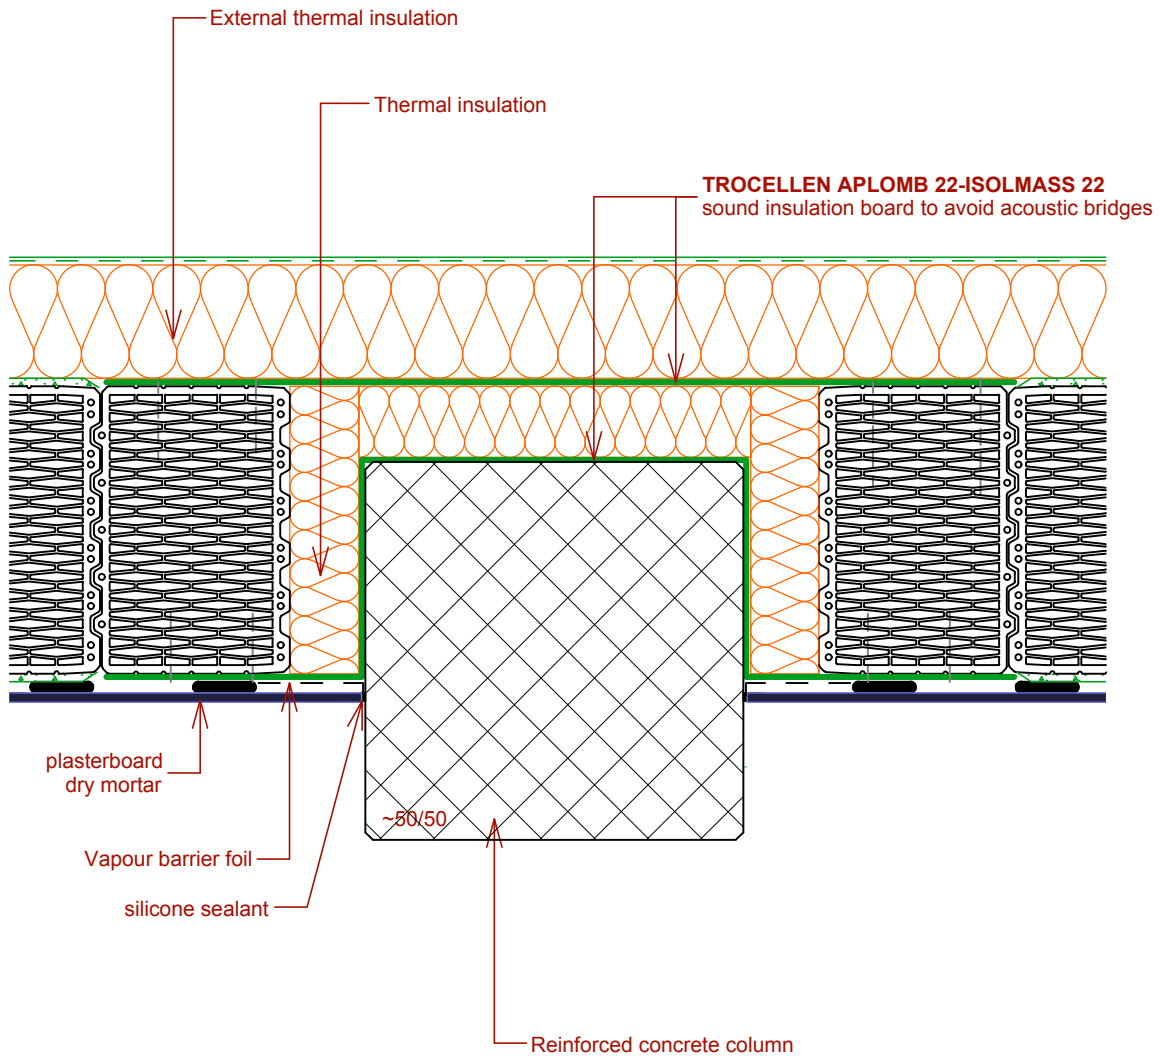 External thermal insulation
Thermal insulation
TROCELLEN APLOMB 22-ISOLMASS 22
sound insulation board to avoid acoustic bridges
plasterboard
dry mortar
~50/50
Vapour barrier foil
silicone sealant
Reinforced concrete column